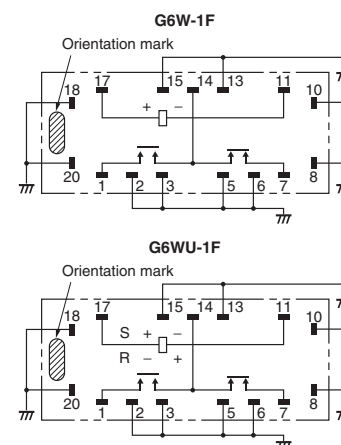 G6W-1F
Orientation mark
18 17 15 14 13 11 10
+ −
20 1 2 3 5 6 7 8
G6WU-1F
Orientation mark
18 17 15 14 13 11 10
S + −
R − +
20 1 2 3 5 6 7 8